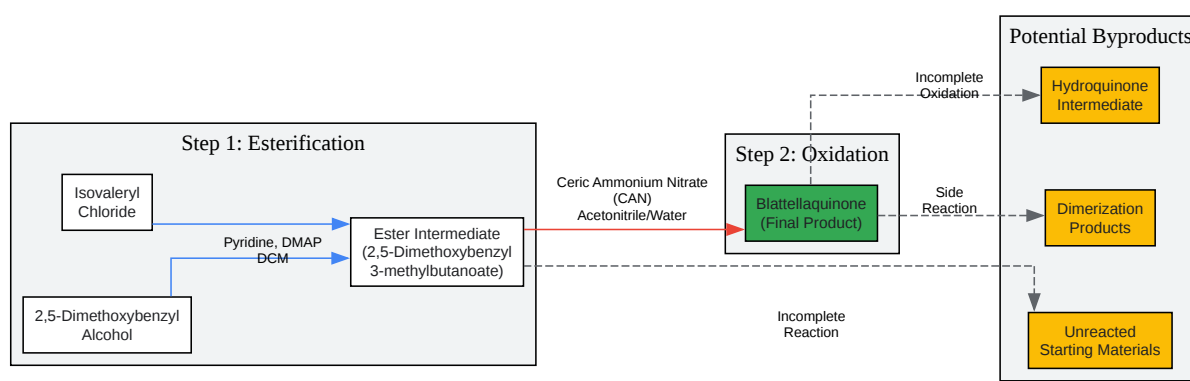 Potential Byproducts
Incomplete
Oxidation
Hydroquinone
Intermediate
Step 1: Esterification
Step 2: Oxidation
Isovaleryl
Chloride
Ceric Ammonium Nitrate
(CAN)
Acetonitrile/Water
Blattellaquinone
(Final Product)
Side
Reaction
Dimerization
Products
Pyridine, DMAP
DCM
Ester Intermediate
(2,5-Dimethoxybenzyl
3-methylbutanoate)
2,5-Dimethoxybenzyl
Alcohol
Incomplete
Reaction
Unreacted
Starting Materials